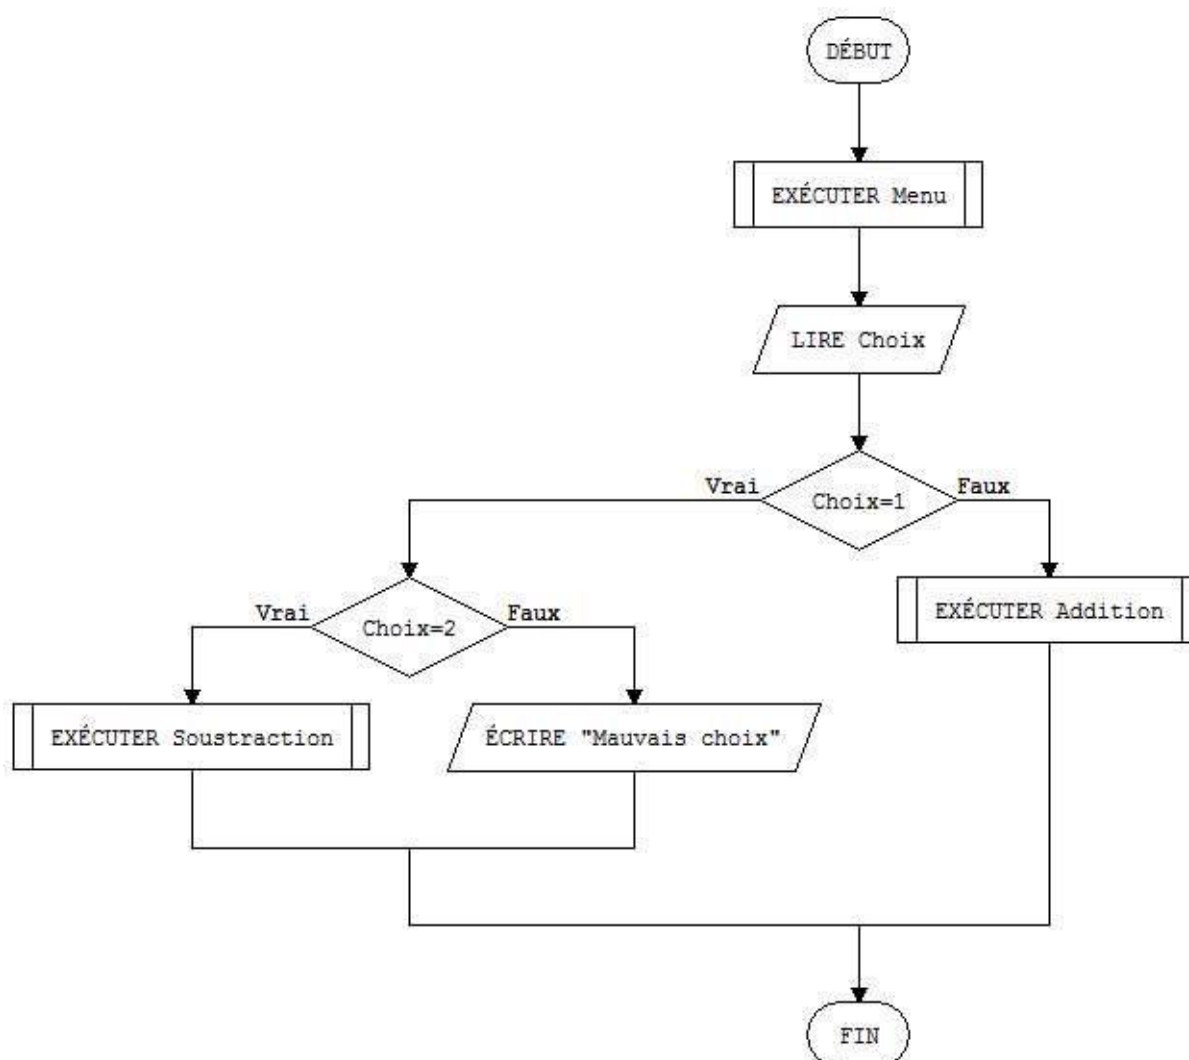 DÉBUT
EXÉCUTER Menu
LIRE Choix
Vrai
Choix=1
Faux
EXÉCUTER Addition
Vrai
Choix=2
Faux
EXÉCUTER Soustraction
ÉCRIRE "Mauvais choix"
FIN